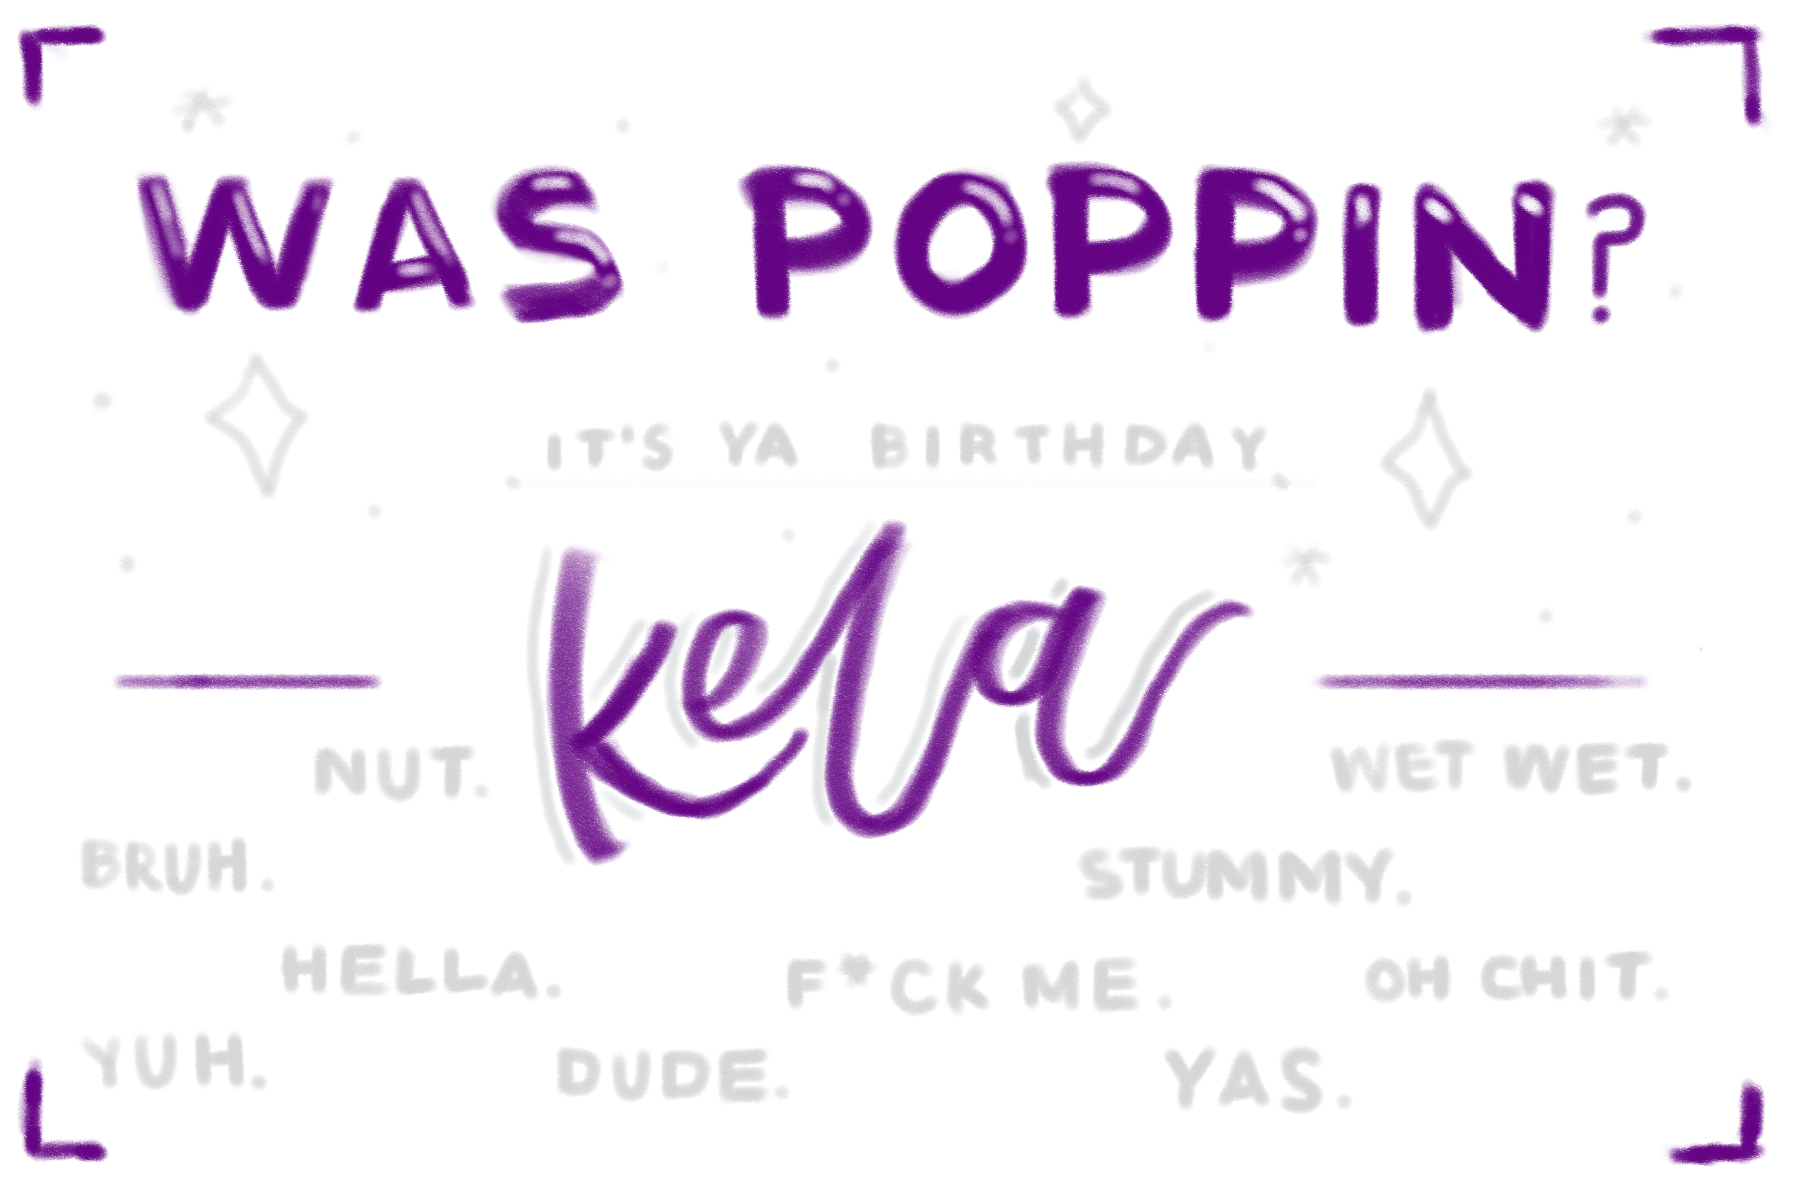 WAS POPPIN?
IT'S YA BIRTHDAY
kela
NUT.
WET WET.
BRUH.
STUMMY.
HELLA.
F*CK ME.
OH CHIT.
YUH.
DUDE.
YAS.